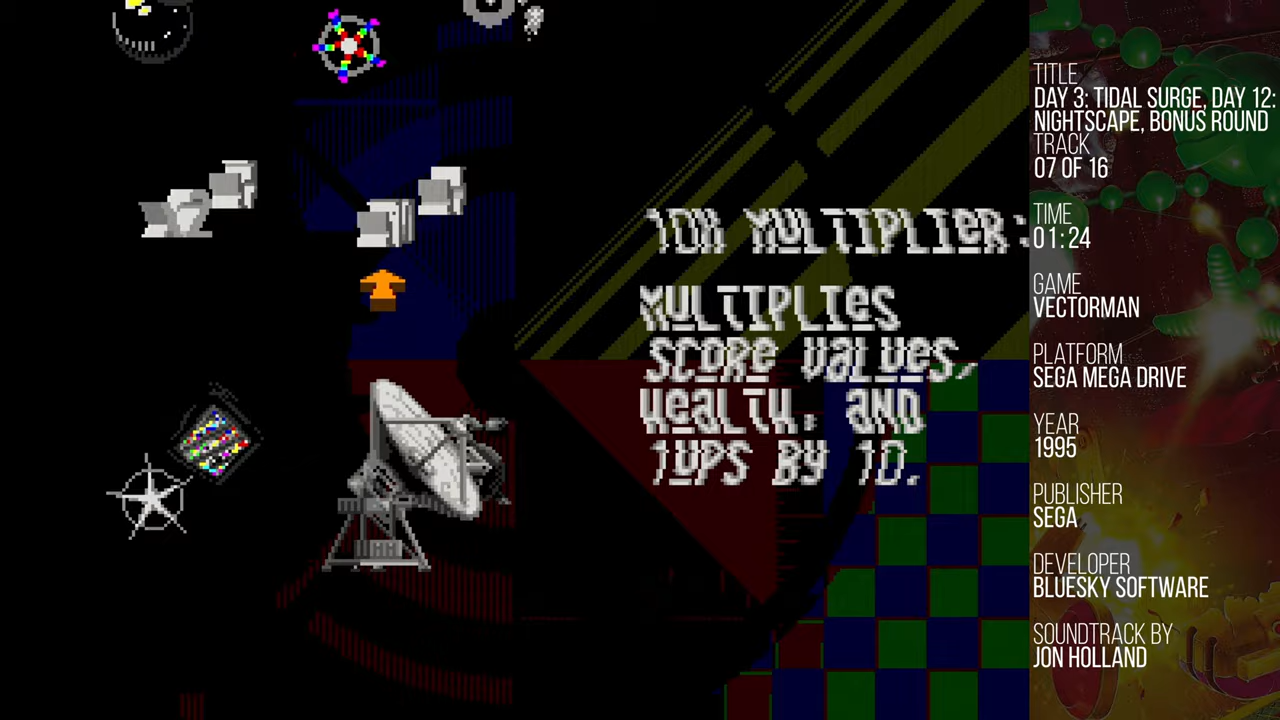 10X MULTIPLIER:
MULTIPLIES
SCORE VALUES,
HEALTH, AND
1UPS BY 10.
TITLE
DAY 3: TIDAL SURGE, DAY 12:
NIGHTSCAPE, BONUS ROUND
TRACK
07 OF 16
TIME
01:24
GAME
VECTORMAN
PLATFORM
SEGA MEGA DRIVE
YEAR
1995
PUBLISHER
SEGA
DEVELOPER
BLUESKY SOFTWARE
SOUNDTRACK BY
JON HOLLAND